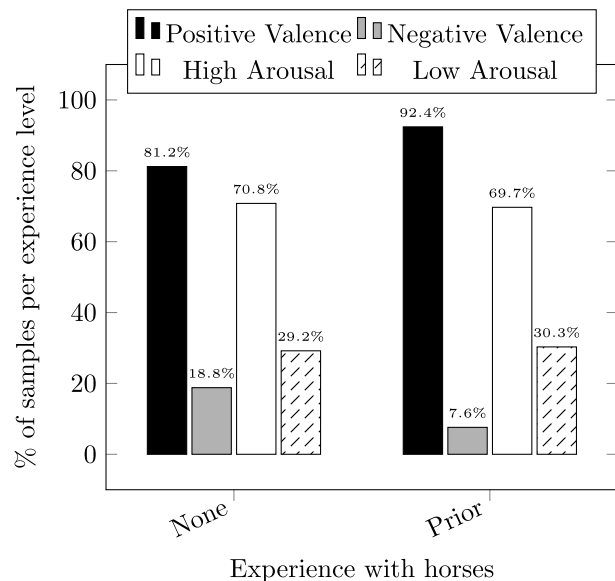 Positive Valence Negative Valence
High Arousal Low Arousal
% of samples per experience level
100
80
60
40
20
0
81.2%
18.8%
70.8%
29.2%
92.4%
7.6%
69.7%
30.3%
None
Prior
Experience with horses